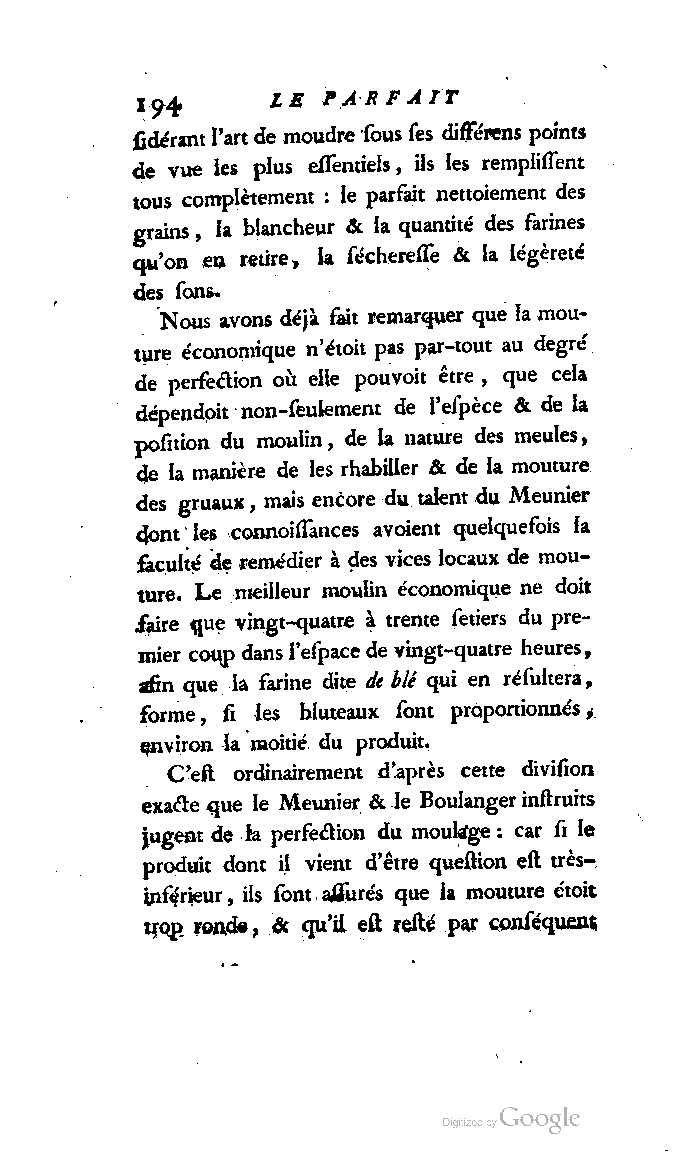 194 LE PARFAIT
ſidérant l'art de moudre ſous ſes différens points
de vue les plus eſſentiels, ils les rempliſſent
tous complètement : le parfait nettoiement des
grains, la blancheur & la quantité des farines
qu'on en retire, la ſéchereſſe & la légèreté
des ſons.
Nous avons déjà fait remarquer que la mou-
ture économique n'étoit pas par-tout au degré
de perfection où elle pouvoit être, que cela
dépendoit non-ſeulement de l'eſpèce & de la
poſition du moulin, de la nature des meules,
de la manière de les rhabiller & de la mouture
des gruaux, mais encore du talent du Meunier
dont les connoiſſances avoient quelquefois la
faculté de remédier à des vices locaux de mou-
ture. Le meilleur moulin économique ne doit
faire que vingt-quatre à trente ſetiers du pre-
mier coup dans l'eſpace de vingt-quatre heures,
afin que la farine dite de blé qui en réſultera,
forme, ſi les bluteaux ſont proportionnés,
environ la moitié du produit.
C'eſt ordinairement d'après cette diviſion
exacte que le Meunier & le Boulanger inſtruits
jugent de la perfection du moulage : car ſi le
produit dont il vient d'être queſtion eſt très-
inférieur, ils ſont aſſurés que la mouture étoit
trop ronde, & qu'il eſt reſté par conſéquent
Digitized by Google